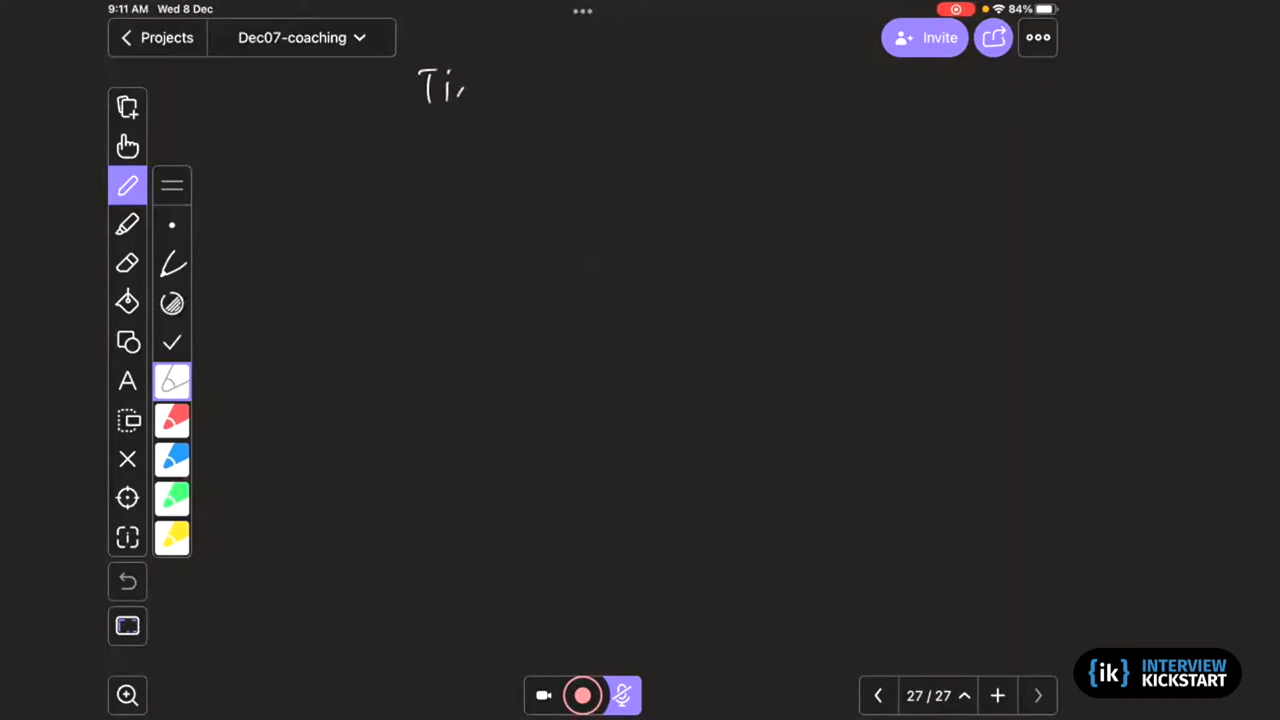 9:11 AM Wed 8 Dec
84%
Projects
Dec07-coaching
Invite
Ti
A
27 / 27
{ik} INTERVIEW
KICKSTART